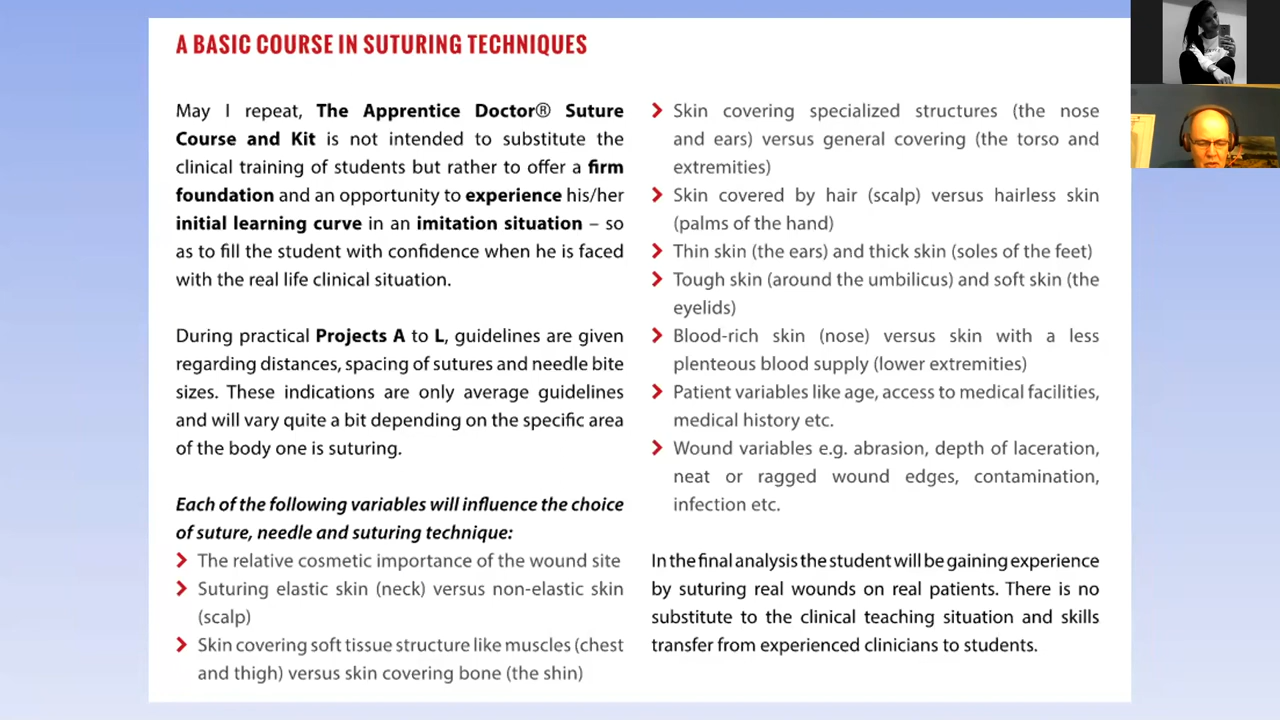 A BASIC COURSE IN SUTURING TECHNIQUES
May I repeat, The Apprentice Doctor® Suture
Course and Kit is not intended to substitute the
clinical training of students but rather to offer a firm
foundation and an opportunity to experience his/her
initial learning curve in an imitation situation – so
as to fill the student with confidence when he is faced
with the real life clinical situation.
During practical Projects A to L, guidelines are given
regarding distances, spacing of sutures and needle bite
sizes. These indications are only average guidelines
and will vary quite a bit depending on the specific area
of the body one is suturing.
Each of the following variables will influence the choice
of suture, needle and suturing technique:
The relative cosmetic importance of the wound site
Suturing elastic skin (neck) versus non-elastic skin
(scalp)
Skin covering soft tissue structure like muscles (chest
and thigh) versus skin covering bone (the shin)
Skin covering specialized structures (the nose
and ears) versus general covering (the torso and
extremities)
Skin covered by hair (scalp) versus hairless skin
(palms of the hand)
Thin skin (the ears) and thick skin (soles of the feet)
Tough skin (around the umbilicus) and soft skin (the
eyelids)
Blood-rich skin (nose) versus skin with a less
plenteous blood supply (lower extremities)
Patient variables like age, access to medical facilities,
medical history etc.
Wound variables e.g. abrasion, depth of laceration,
neat or ragged wound edges, contamination,
infection etc.
In the final analysis the student will be gaining experience
by suturing real wounds on real patients. There is no
substitute to the clinical teaching situation and skills
transfer from experienced clinicians to students.